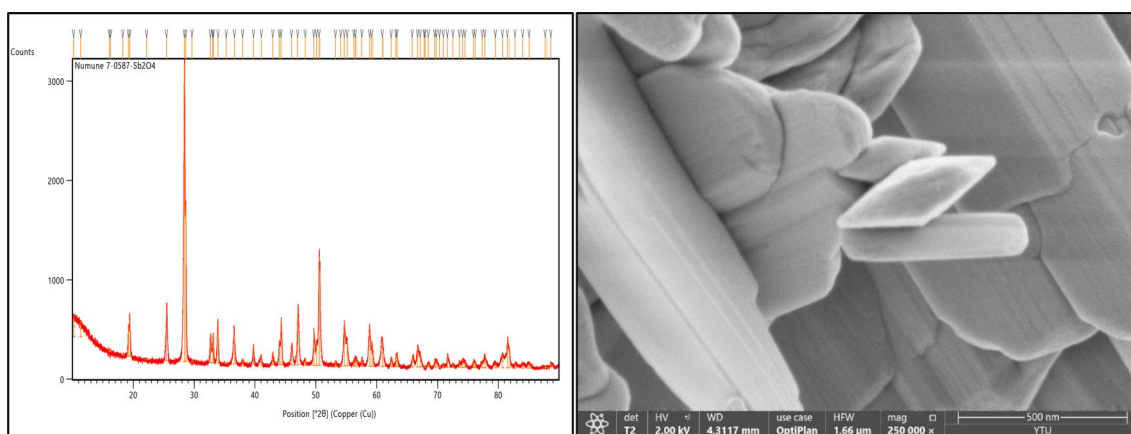 Counts
Numune 7-0587-Sb2O4
3000
2000
1000
0
20 30 40 50 60 70 80
Position [°2θ] (Copper (Cu))
det HV WD use case HFW mag 500 nm
T2 2.00 kV 4.3117 mm OptiPlan 1.66 µm 250 000 × YTU